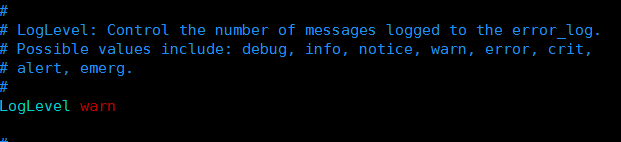 #
# LogLevel: Control the number of messages logged to the error_log.
# Possible values include: debug, info, notice, warn, error, crit,
# alert, emerg.
#
LogLevel warn
#